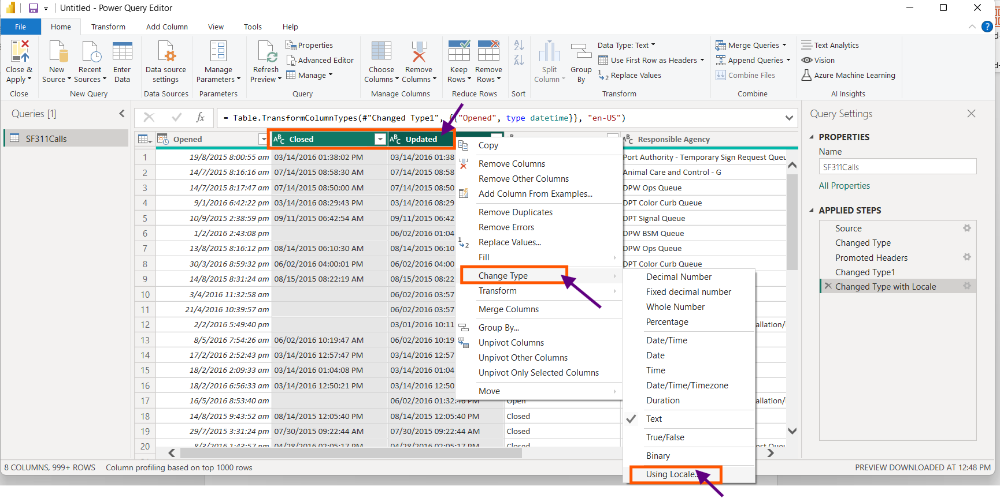 Untitled - Power Query Editor
File
Home
Transform
Add Column
View
Tools
Help
Close & Apply
New Source
Recent Sources
Enter Data
Data source settings
Manage Parameters
Refresh Preview
Properties
Advanced Editor
Manage
Choose Columns
Remove Columns
Keep Rows
Remove Rows
Split Column
Group By
Data Type: Text
Use First Row as Headers
Replace Values
Merge Queries
Append Queries
Combine Files
Text Analytics
Vision
Azure Machine Learning
Close
New Query
Data Sources
Parameters
Query
Manage Columns
Reduce Rows
Sort
Transform
Combine
AI Insights
Queries [1]
SF311Calls
fx
= Table.TransformColumnTypes(#"Changed Type1", {{"Opened", type datetime}}, "en-US")
Opened
ABC Closed
ABC Updated
ABC Responsible Agency
1 19/8/2015 8:00:55 am 03/14/2016 01:38:02 PM 03/14/2016 01:38 Port Authority - Temporary Sign Request Queu
2 14/7/2015 8:16:16 am 07/14/2015 08:58:30 AM 07/14/2015 08:58 Animal Care and Control - G
3 14/7/2015 8:17:47 am 07/14/2015 08:50:00 AM 07/14/2015 08:50 DPW Ops Queue
4 9/1/2016 6:42:22 pm 03/14/2016 08:29:43 PM 03/14/2016 08:29 DPT Color Curb Queue
5 10/9/2015 2:38:59 pm 09/11/2015 06:42:54 AM 09/11/2015 06:42 DPT Signal Queue
6 1/2/2016 2:43:08 pm 06/02/2016 01:04 DPW BSM Queue
7 13/8/2015 8:16:12 pm 08/14/2015 06:10:30 AM 08/14/2015 06:10 DPW Ops Queue
8 30/3/2016 8:59:32 pm 06/02/2016 04:00:01 PM 06/02/2016 04:00 DPT Color Curb Queue
9 14/8/2015 8:31:24 am 08/15/2015 08:22:19 AM 08/15/2015 08:22
10 3/4/2016 11:32:58 am 06/02/2016 03:57
11 21/4/2016 10:39:57 am 06/02/2016 03:57
12 2/2/2016 5:49:40 pm 03/01/2016 10:11 allation/
13 8/5/2016 7:54:26 am 06/02/2016 10:19:47 AM 06/02/2016 10:19
14 17/2/2016 2:52:43 pm 03/14/2016 12:57:47 PM 03/14/2016 12:57
15 18/2/2016 2:09:33 am 03/14/2016 01:04:08 PM 03/14/2016 01:04
16 18/2/2016 6:56:33 am 03/14/2016 12:50:21 PM 03/14/2016 12:50
17 16/5/2016 8:53:40 am 06/02/2016 01:32:46 PM Open allation/
18 14/8/2015 9:43:52 am 08/14/2015 12:05:40 PM 08/14/2015 12:05:40 PM Closed
19 29/7/2015 3:31:24 pm 07/30/2015 09:22:44 AM 07/30/2015 09:22:44 AM Closed
20 8/3/2016 1:43:57 pm 04/28/2016 02:05:17 PM 04/28/2016 02:05:17 PM Closed
Copy
Remove Columns
Remove Other Columns
Add Column From Examples...
Remove Duplicates
Remove Errors
Replace Values...
Fill
Change Type
Transform
Merge Columns
Group By...
Unpivot Columns
Unpivot Other Columns
Unpivot Only Selected Columns
Move
Decimal Number
Fixed decimal number
Whole Number
Percentage
Date/Time
Date
Time
Date/Time/Timezone
Duration
Text
True/False
Binary
Using Locale..
Query Settings
PROPERTIES
Name
SF311Calls
All Properties
APPLIED STEPS
Source
Changed Type
Promoted Headers
Changed Type1
Changed Type with Locale
8 COLUMNS, 999+ ROWS
Column profiling based on top 1000 rows
PREVIEW DOWNLOADED AT 12:48 PM